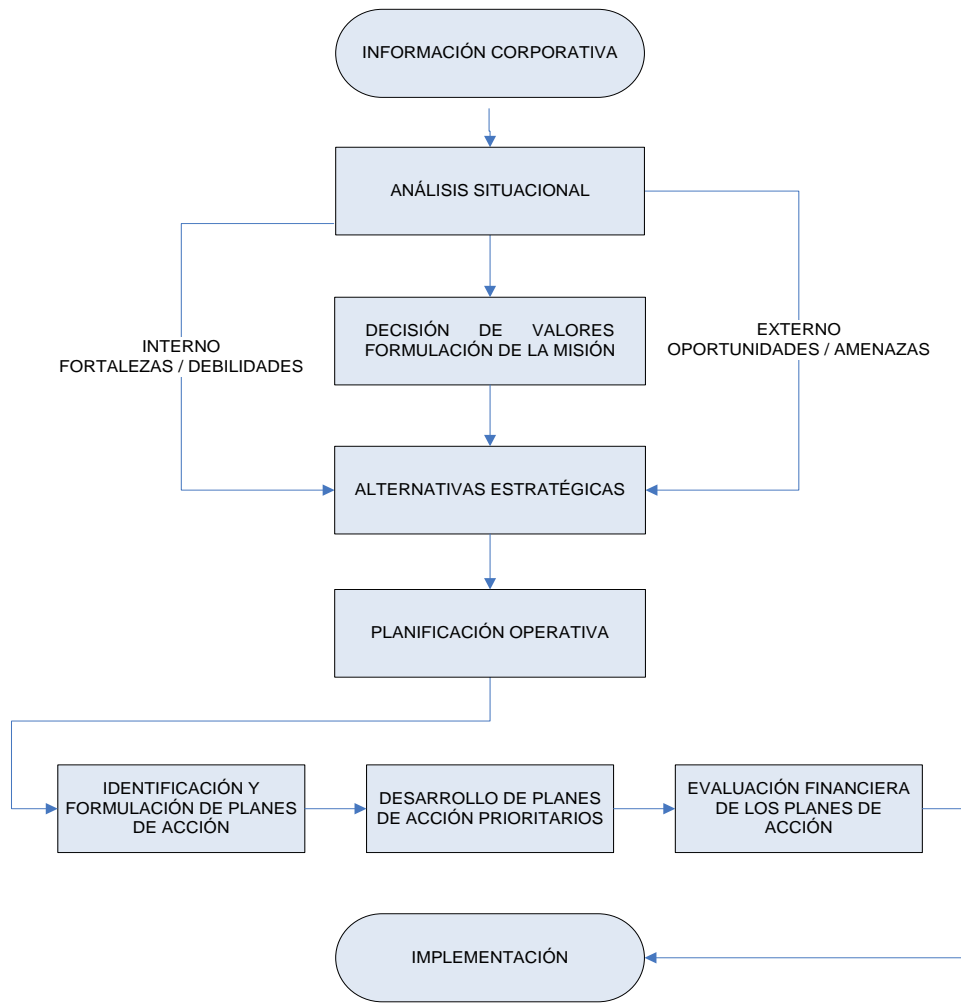 INFORMACIÓN CORPORATIVA
ANÁLISIS SITUACIONAL
DECISIÓN DE VALORES
FORMULACIÓN DE LA MISIÓN
INTERNO
FORTALEZAS / DEBILIDADES
EXTERNO
OPORTUNIDADES / AMENAZAS
ALTERNATIVAS ESTRATÉGICAS
PLANIFICACIÓN OPERATIVA
IDENTIFICACIÓN Y
FORMULACIÓN DE PLANES
DE ACCIÓN
DESARROLLO DE PLANES
DE ACCIÓN PRIORITARIOS
EVALUACIÓN FINANCIERA
DE LOS PLANES DE
ACCIÓN
IMPLEMENTACIÓN